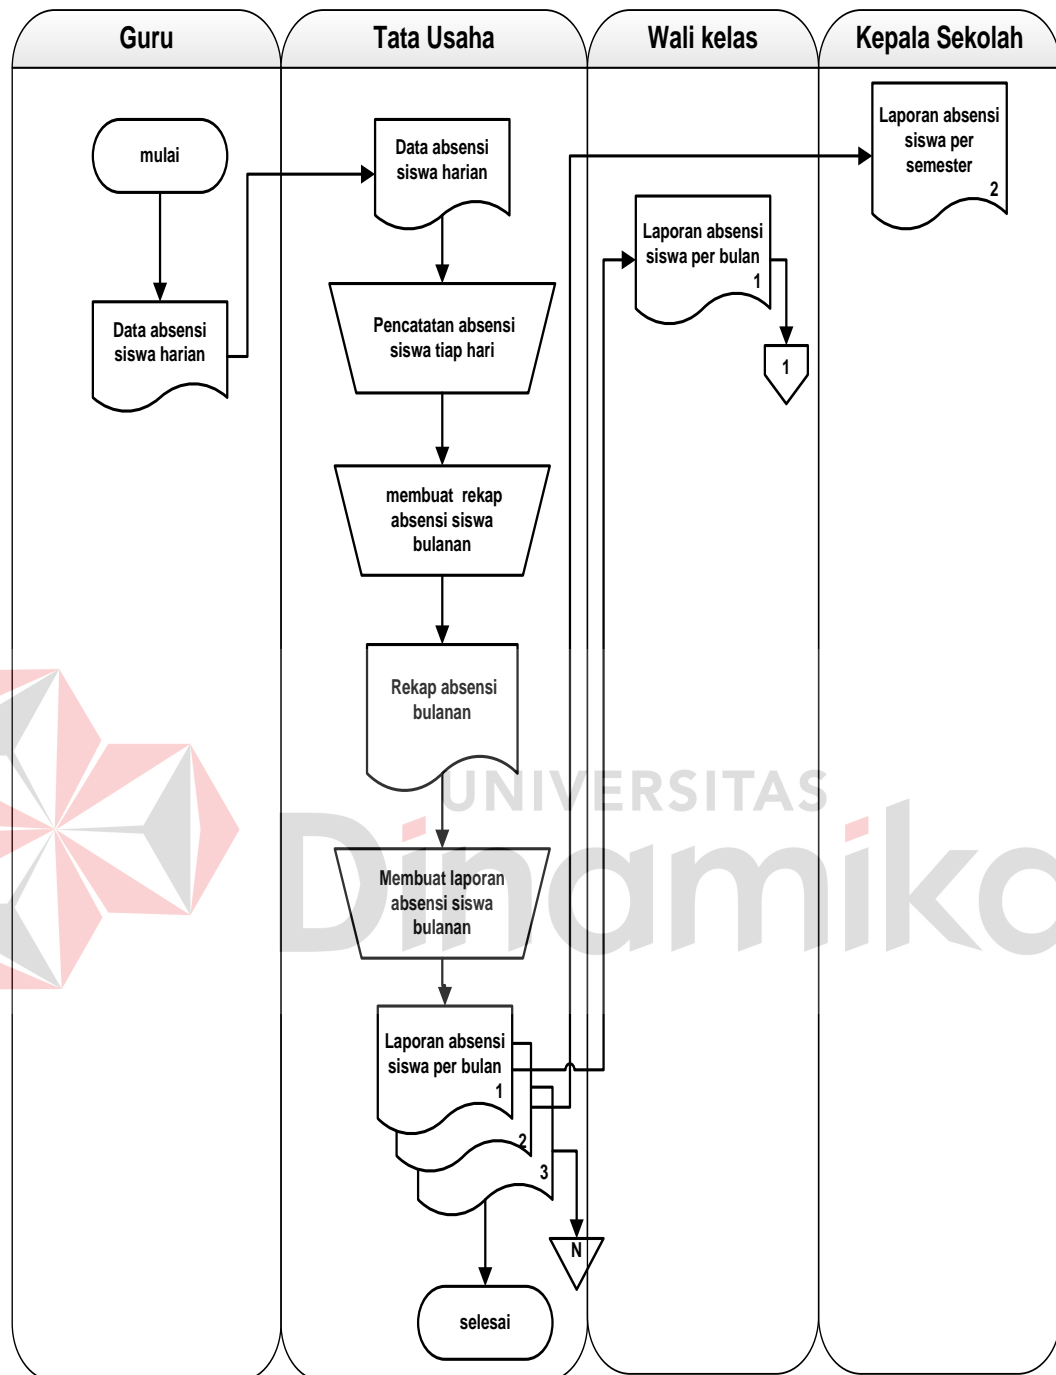 Guru
Tata Usaha
Wali kelas
Kepala Sekolah
mulai
Data absensi
siswa harian
Data absensi
siswa harian
Pencatatan absensi
siswa tiap hari
membuat rekap
absensi siswa
bulanan
Rekap absensi
bulanan
Membuat laporan
absensi siswa
bulanan
Laporan absensi
siswa per bulan
1
2
3
N
selesai
Laporan absensi
siswa per bulan
1
1
Laporan absensi
siswa per
semester
2
UNIVERSITAS
Dinamika